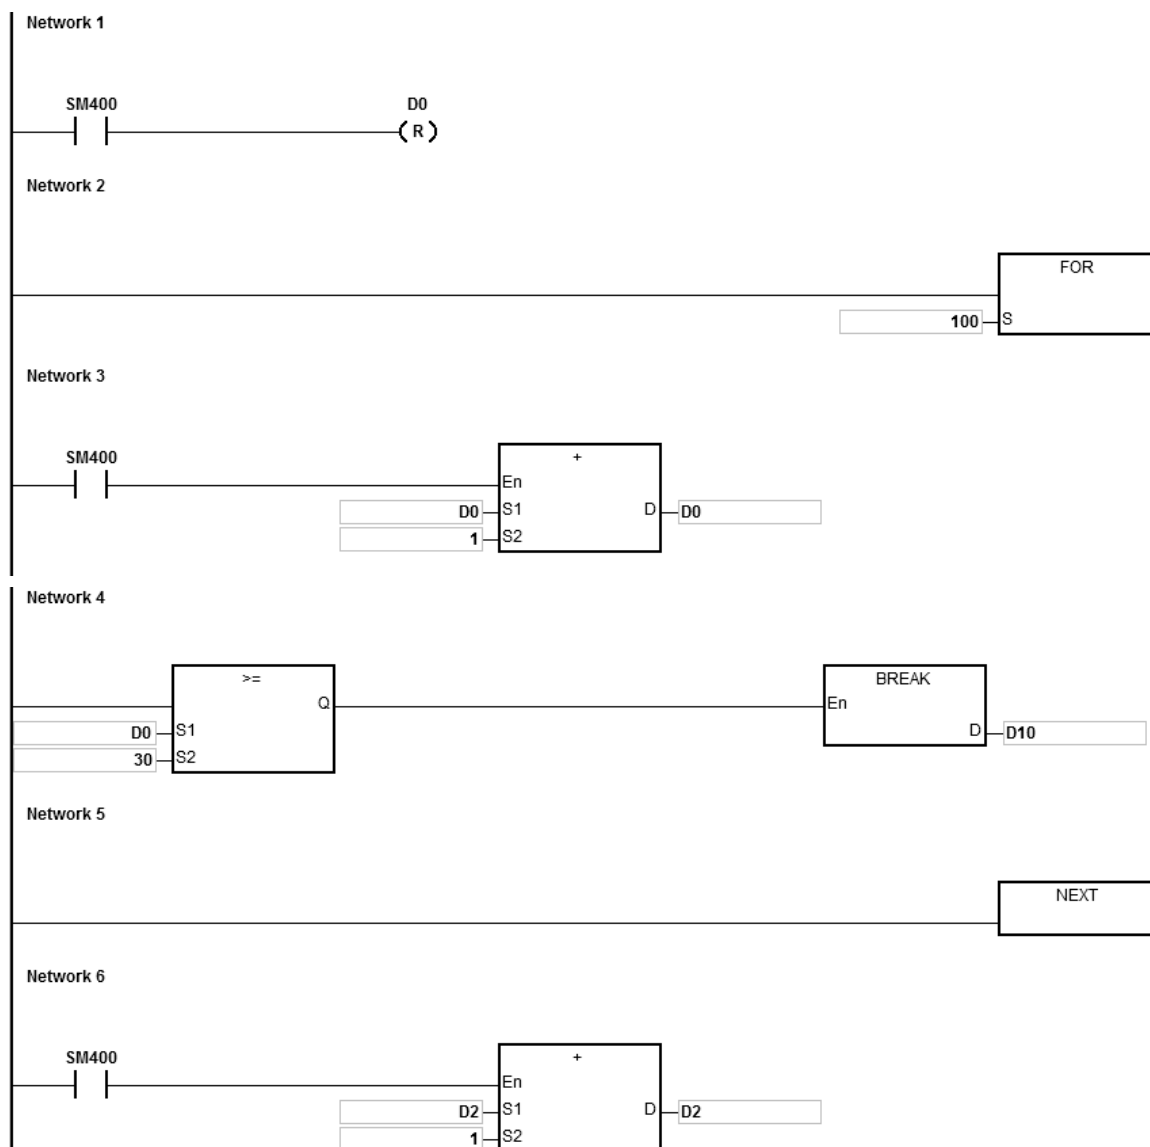 Network 1
SM400 D0
( R )
Network 2
FOR
100 S
Network 3
SM400 +
En
D0 S1 D D0
1 S2
Network 4
>= BREAK
Q En
D0 S1 D D10
30 S2
Network 5
NEXT
Network 6
SM400 +
En
D2 S1 D D2
1 S2